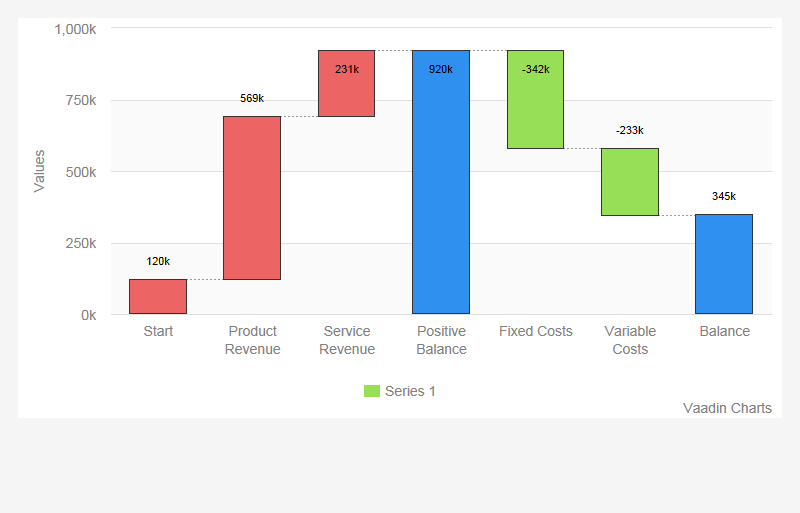 1,000k
750k
500k
250k
0k
Values
120k
569k
231k
920k
-342k
-233k
345k
Start
Product
Revenue
Service
Revenue
Positive
Balance
Fixed Costs
Variable
Costs
Balance
Series 1
Vaadin Charts